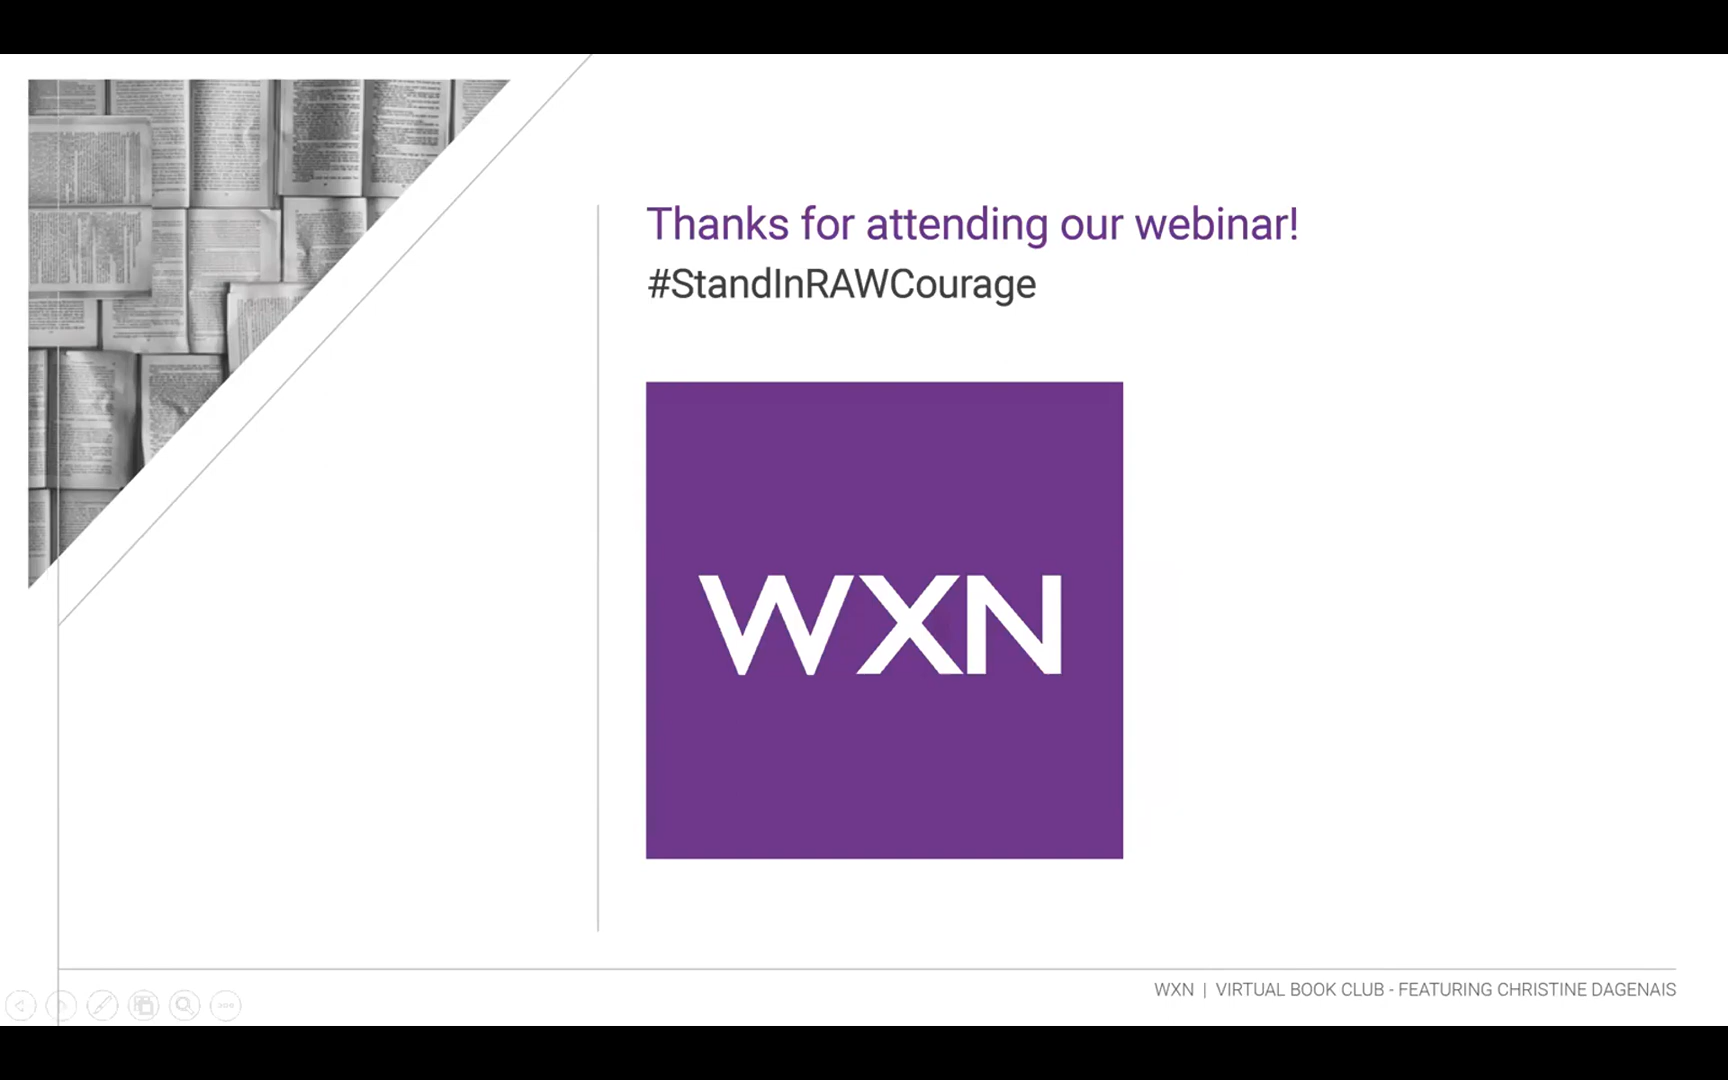 Thanks for attending our webinar!
#StandInRAWCourage
WXN
WXN | VIRTUAL BOOK CLUB - FEATURING CHRISTINE DAGENAIS